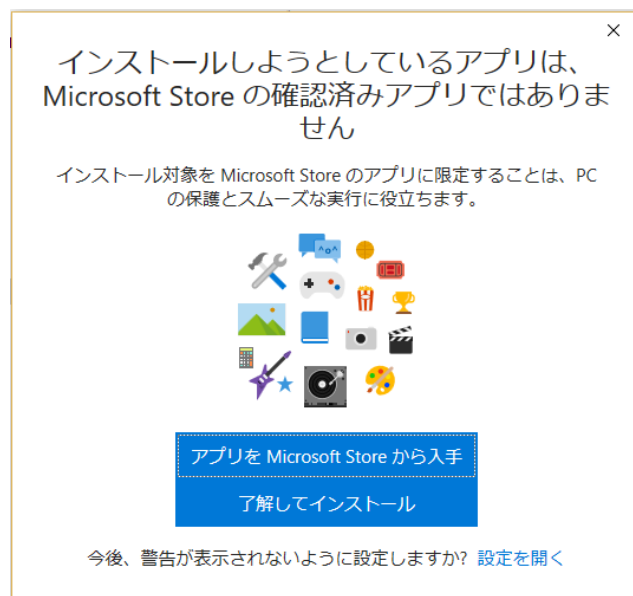 インストールしようとしているアプリは、
Microsoft Store の確認済みアプリではありま
せん
インストール対象を Microsoft Store のアプリに限定することは、PC
の保護とスムーズな実行に役立ちます。
アプリを Microsoft Store から入手
了解してインストール
今後、警告が表示されないように設定しますか? 設定を開く